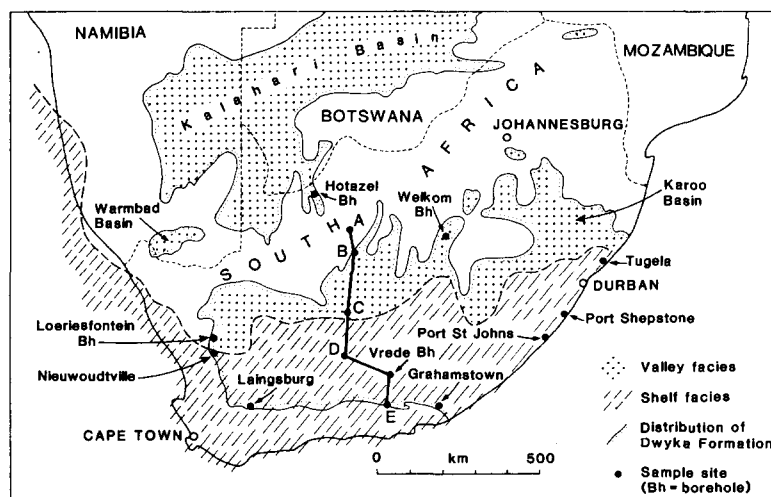 NAMIBIA
Kalahari Basin
MOZAMBIQUE
BOTSWANA
JOHANNESBURG
SOUTH AFRICA
Hotazel
Bh
Welkom
Bh
Karoo
Basin
Warmbad
Basin
A
B
C
D
E
Tugela
DURBAN
Port Shepstone
Port St Johns
Loeriesfontein
Bh
Nieuwoudtville
Vrede Bh
Laingsburg
Grahamstown
CAPE TOWN
0 500
km
Valley facies
Shelf facies
Distribution of
Dwyka Formation
Sample site
(Bh = borehole)